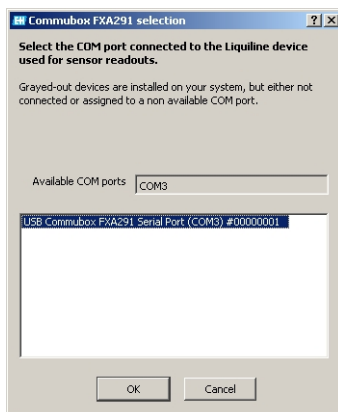 Commubox FXA291 selection
Select the COM port connected to the Liquiline device
used for sensor readouts.
Grayed-out devices are installed on your system, but either not
connected or assigned to a non available COM port.
Available COM ports COM3
USB Commubox FXA291 Serial Port (COM3) #00000001
OK Cancel